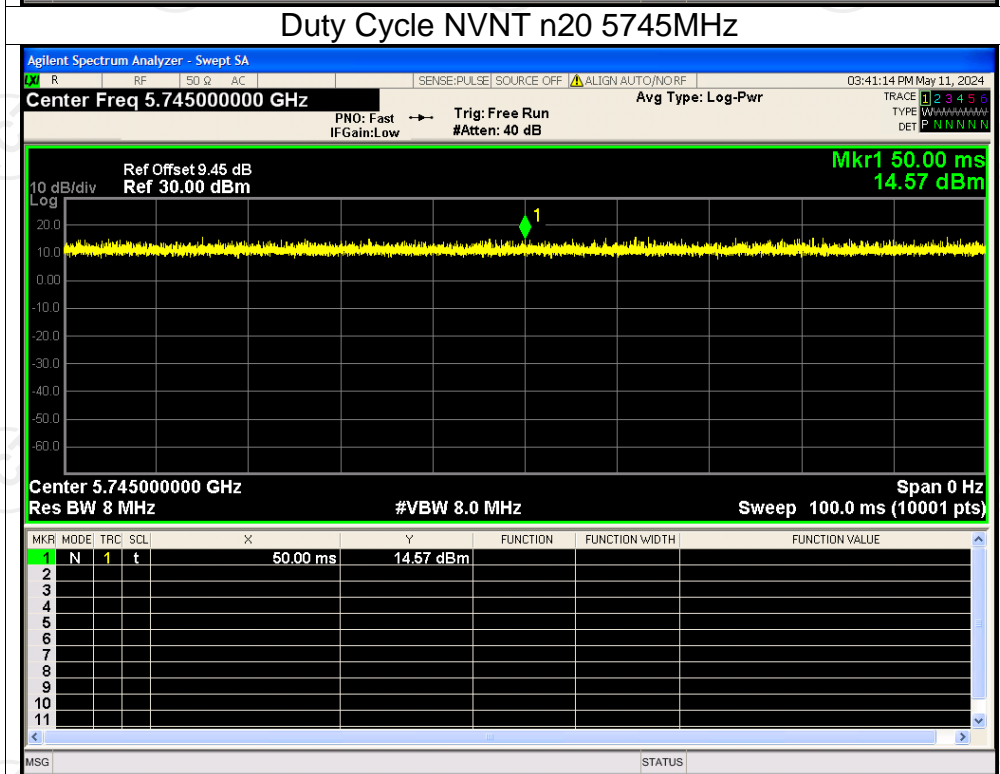 Duty Cycle NVNT n20 5745MHz
Agilent Spectrum Analyzer - Swept SA
LXI R RF 50 Ω AC SENSE:PULSE SOURCE OFF ALIGN AUTO/NO RF 03:41:14 PM May 11, 2024
Center Freq 5.745000000 GHz Avg Type: Log-Pwr TRACE 1 2 3 4 5 6
PNO: Fast Trig: Free Run TYPE WWWWWW
IFGain:Low #Atten: 40 dB DET P N N N N N
Mkr1 50.00 ms
Ref Offset 9.45 dB
10 dB/div Ref 30.00 dBm 14.57 dBm
Log
1
20.0
10.0
0.00
-10.0
-20.0
-30.0
-40.0
-50.0
-60.0
Center 5.745000000 GHz Span 0 Hz
Res BW 8 MHz #VBW 8.0 MHz Sweep 100.0 ms (10001 pts)
MKR MODE TRC SCL X Y FUNCTION FUNCTION WIDTH FUNCTION VALUE
1 N 1 t 50.00 ms 14.57 dBm
2
3
4
5
6
7
8
9
10
11
MSG STATUS